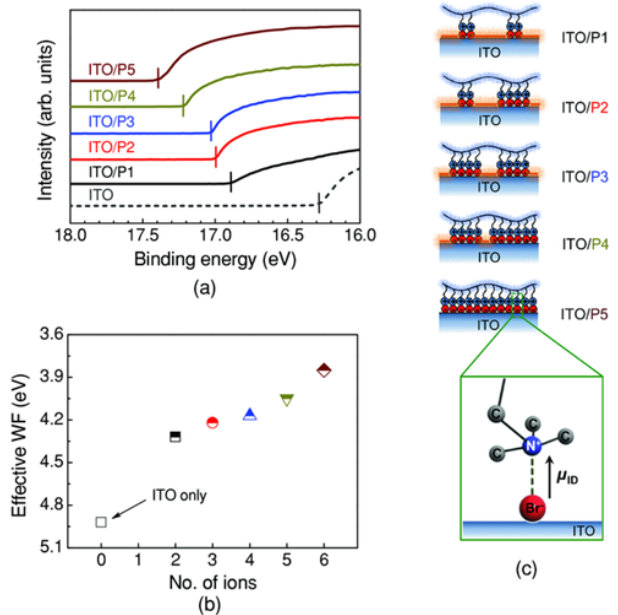 ITO/P5
ITO/P4
ITO/P3
ITO/P2
ITO/P1
ITO
Intensity (arb. units)
18.0 17.5 17.0 16.5 16.0
Binding energy (eV)
(a)
3.6
3.9
4.2
4.5
4.8
5.1
Effective WF (eV)
ITO only
0 1 2 3 4 5 6
No. of ions
(b)
ITO
ITO/P1
ITO
ITO/P2
ITO
ITO/P3
ITO
ITO/P4
ITO
ITO/P5
C
C
C
N⁺
μID
Br⁻
ITO
(c)